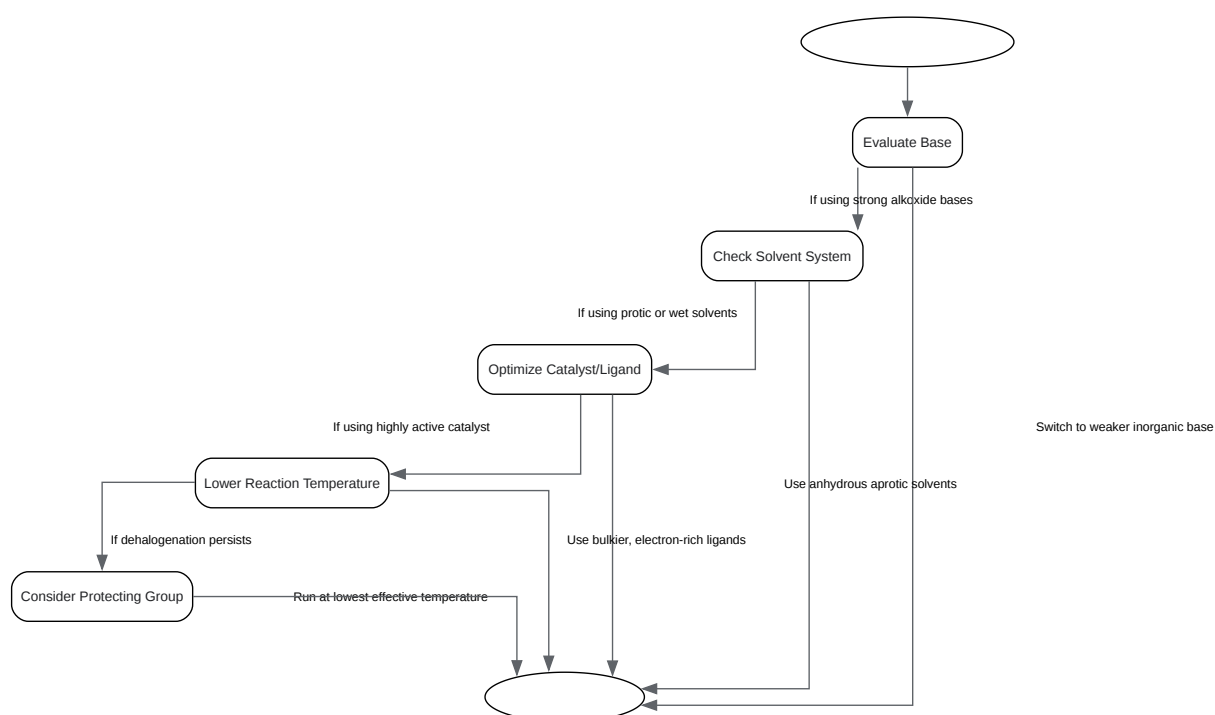 Evaluate Base
If using strong alkoxide bases
Check Solvent System
If using protic or wet solvents
Optimize Catalyst/Ligand
If using highly active catalyst
Switch to weaker inorganic base
Lower Reaction Temperature
Use anhydrous aprotic solvents
If dehalogenation persists
Use bulkier, electron-rich ligands
Consider Protecting Group
Run at lowest effective temperature